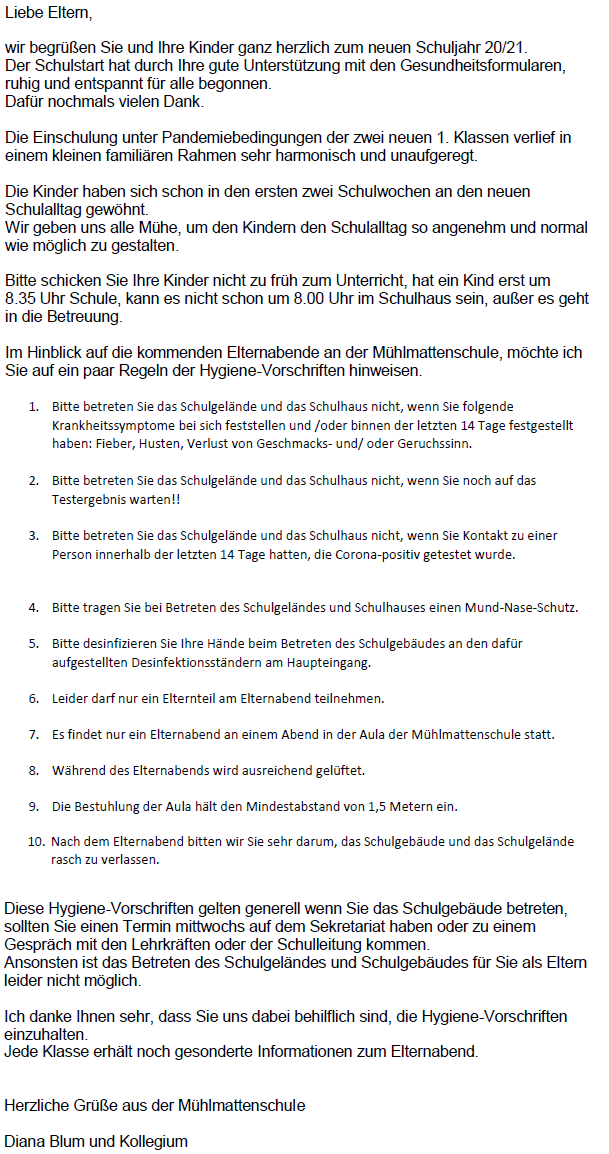 Liebe Eltern,
wir begrüßen Sie und Ihre Kinder ganz herzlich zum neuen Schuljahr 20/21.
Der Schulstart hat durch Ihre gute Unterstützung mit den Gesundheitsformularen,
ruhig und entspannt für alle begonnen.
Dafür nochmals vielen Dank.
Die Einschulung unter Pandemiebedingungen der zwei neuen 1. Klassen verlief in
einem kleinen familiären Rahmen sehr harmonisch und unaufgeregt.
Die Kinder haben sich schon in den ersten zwei Schulwochen an den neuen
Schulalltag gewöhnt.
Wir geben uns alle Mühe, um den Kindern den Schulalltag so angenehm und normal
wie möglich zu gestalten.
Bitte schicken Sie Ihre Kinder nicht zu früh zum Unterricht, hat ein Kind erst um
8.35 Uhr Schule, kann es nicht schon um 8.00 Uhr im Schulhaus sein, außer es geht
in die Betreuung.
Im Hinblick auf die kommenden Elternabende an der Mühlmattenschule, möchte ich
Sie auf ein paar Regeln der Hygiene-Vorschriften hinweisen.
1. Bitte betreten Sie das Schulgelände und das Schulhaus nicht, wenn Sie folgende
Krankheitssymptome bei sich feststellen und /oder binnen der letzten 14 Tage festgestellt
haben: Fieber, Husten, Verlust von Geschmacks- und/ oder Geruchssinn.
2. Bitte betreten Sie das Schulgelände und das Schulhaus nicht, wenn Sie noch auf das
Testergebnis warten!!
3. Bitte betreten Sie das Schulgelände und das Schulhaus nicht, wenn Sie Kontakt zu einer
Person innerhalb der letzten 14 Tage hatten, die Corona-positiv getestet wurde.
4. Bitte tragen Sie bei Betreten des Schulgeländes und Schulhauses einen Mund-Nase-Schutz.
5. Bitte desinfizieren Sie Ihre Hände beim Betreten des Schulgebäudes an den dafür
aufgestellten Desinfektionsständern am Haupteingang.
6. Leider darf nur ein Elternteil am Elternabend teilnehmen.
7. Es findet nur ein Elternabend an einem Abend in der Aula der Mühlmattenschule statt.
8. Während des Elternabends wird ausreichend gelüftet.
9. Die Bestuhlung der Aula hält den Mindestabstand von 1,5 Metern ein.
10. Nach dem Elternabend bitten wir Sie sehr darum, das Schulgebäude und das Schulgelände
rasch zu verlassen.
Diese Hygiene-Vorschriften gelten generell wenn Sie das Schulgebäude betreten,
sollten Sie einen Termin mittwochs auf dem Sekretariat haben oder zu einem
Gespräch mit den Lehrkräften oder der Schulleitung kommen.
Ansonsten ist das Betreten des Schulgeländes und Schulgebäudes für Sie als Eltern
leider nicht möglich.
Ich danke Ihnen sehr, dass Sie uns dabei behilflich sind, die Hygiene-Vorschriften
einzuhalten.
Jede Klasse erhält noch gesonderte Informationen zum Elternabend.
Herzliche Grüße aus der Mühlmattenschule
Diana Blum und Kollegium